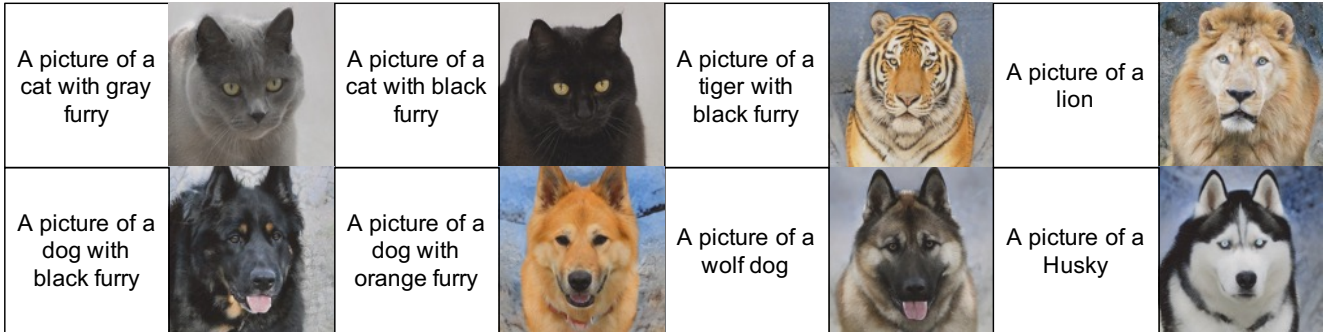 A picture of a
cat with gray
furry
A picture of a
cat with black
furry
A picture of a
tiger with
black furry
A picture of a
lion
A picture of a
dog with
black furry
A picture of a
dog with
orange furry
A picture of a
wolf dog
A picture of a
Husky